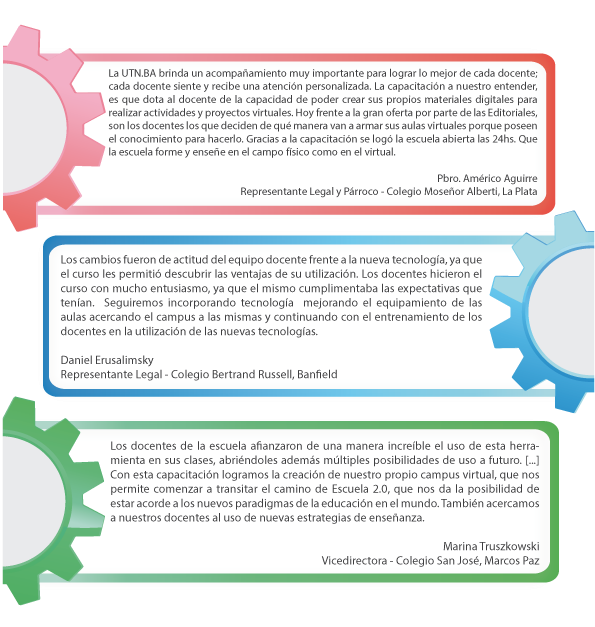 La UTN.BA brinda un acompañamiento muy importante para lograr lo mejor de cada docente;
cada docente siente y recibe una atención personalizada. La capacitación a nuestro entender,
es que dota al docente de la capacidad de poder crear sus propios materiales digitales para
realizar actividades y proyectos virtuales. Hoy frente a la gran oferta por parte de las Editoriales,
son los docentes los que deciden de qué manera van a armar sus aulas virtuales porque poseen
el conocimiento para hacerlo. Gracias a la capacitación se logó la escuela abierta las 24hs. Que
la escuela forme y enseñe en el campo físico como en el virtual.
Pbro. Américo Aguirre
Representante Legal y Párroco - Colegio Moseñor Alberti, La Plata
Los cambios fueron de actitud del equipo docente frente a la nueva tecnología, ya que
el curso les permitió descubrir las ventajas de su utilización. Los docentes hicieron el
curso con mucho entusiasmo, ya que el mismo cumplimentaba las expectativas que
tenían. Seguiremos incorporando tecnología mejorando el equipamiento de las
aulas acercando el campus a las mismas y continuando con el entrenamiento de los
docentes en la utilización de las nuevas tecnologías.
Daniel Erusalimsky
Representante Legal - Colegio Bertrand Russell, Banfield
Los docentes de la escuela afianzaron de una manera increíble el uso de esta herra-
mienta en sus clases, abriéndoles además múltiples posibilidades de uso a futuro. [...]
Con esta capacitación logramos la creación de nuestro propio campus virtual, que nos
permite comenzar a transitar el camino de Escuela 2.0, que nos da la posibilidad de
estar acorde a los nuevos paradigmas de la educación en el mundo. También acercamos
a nuestros docentes al uso de nuevas estrategias de enseñanza.
Marina Truszkowski
Vicedirectora - Colegio San José, Marcos Paz